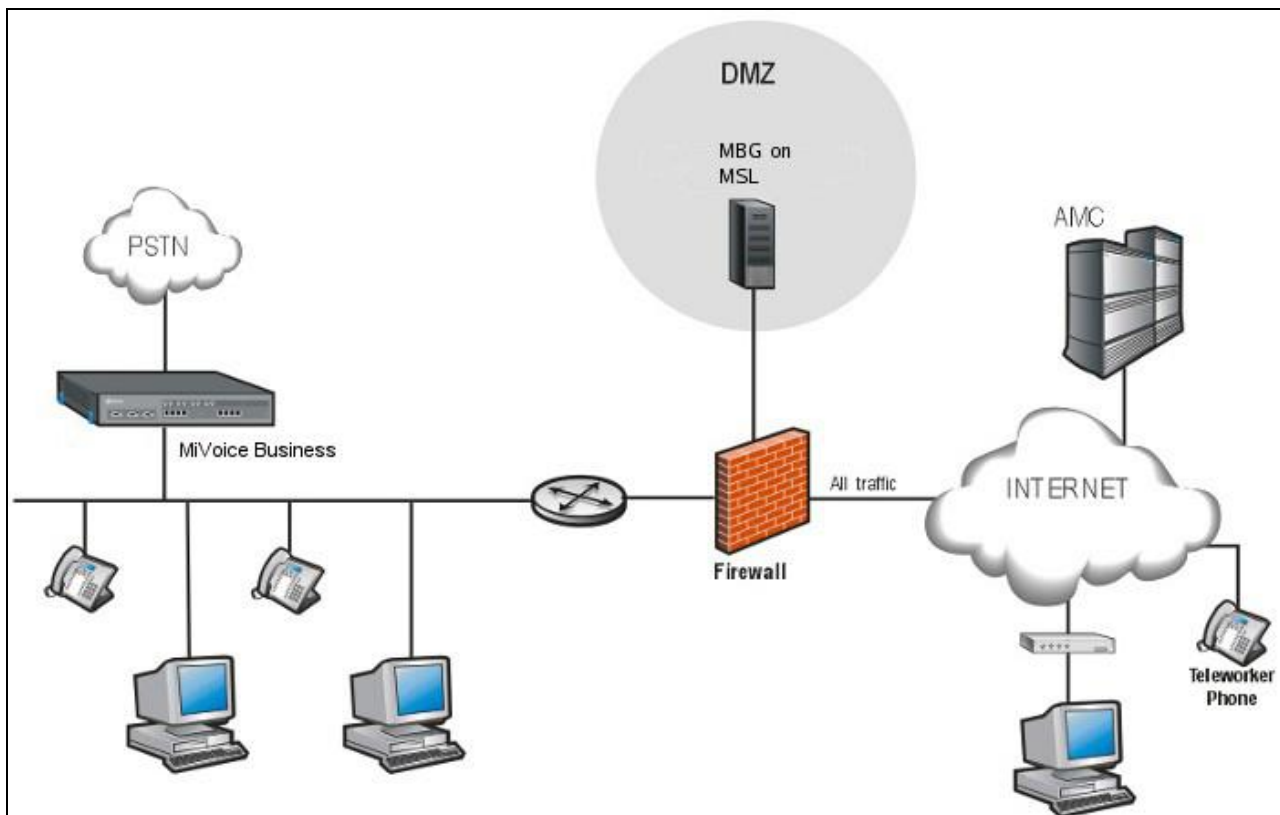 DMZ
MBG on
MSL
AMC
PSTN
MiVoice Business
All traffic
INTERNET
Firewall
Teleworker
Phone